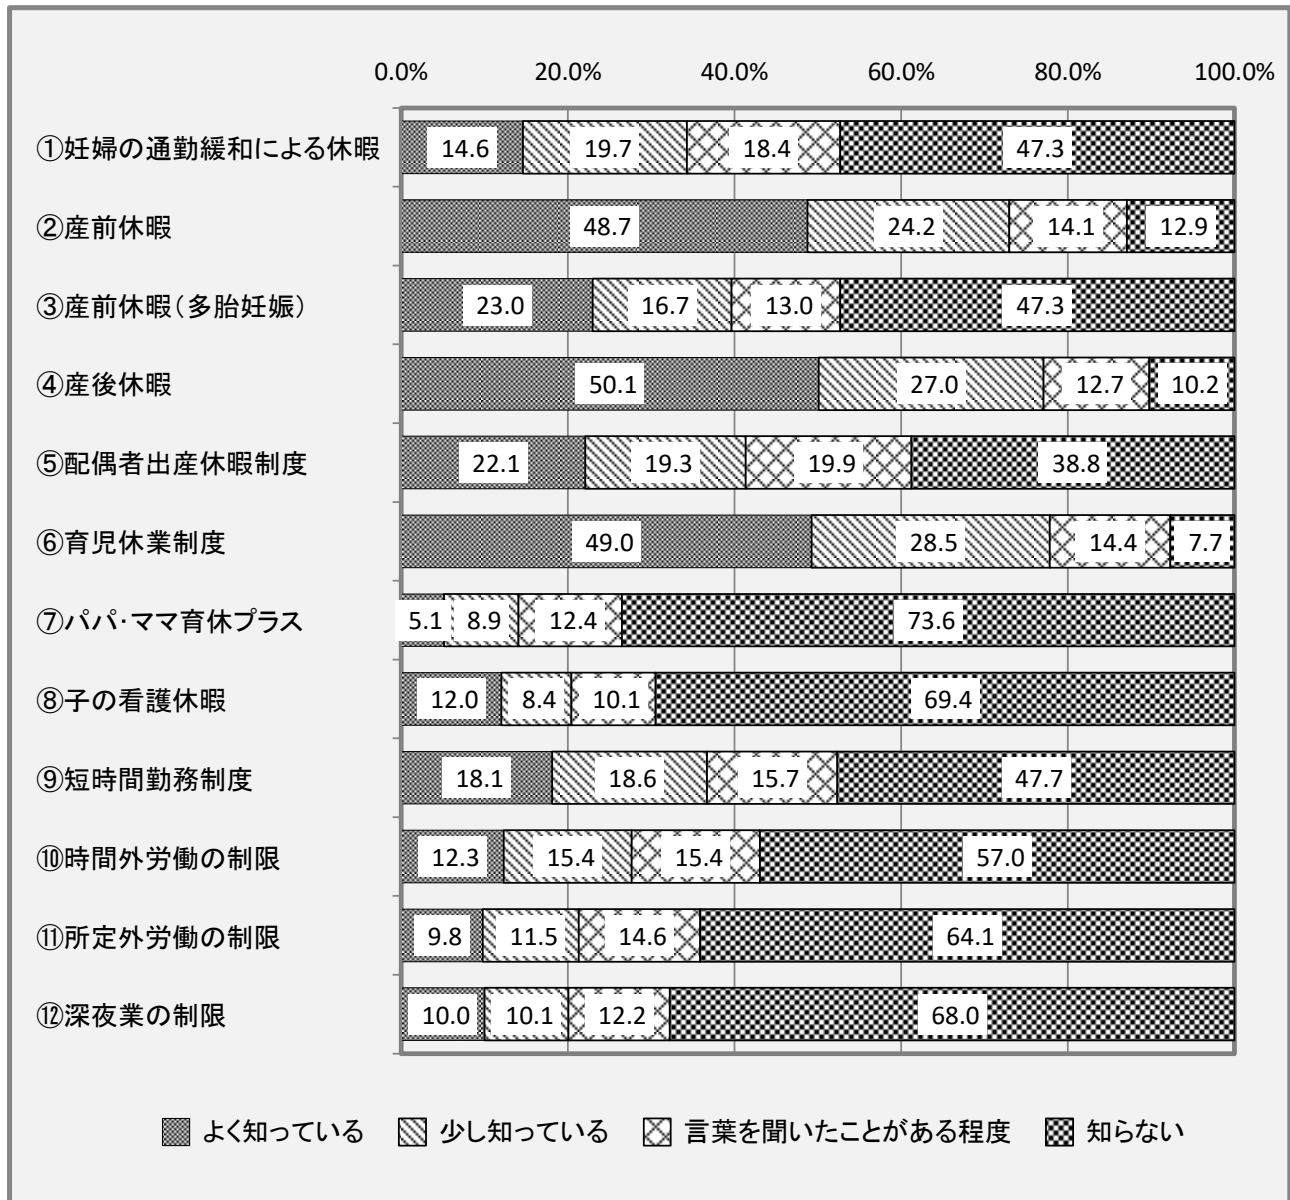 0.0% 20.0% 40.0% 60.0% 80.0% 100.0%
①妊婦の通勤緩和による休暇 14.6 19.7 18.4 47.3
②産前休暇 48.7 24.2 14.1 12.9
③産前休暇(多胎妊娠) 23.0 16.7 13.0 47.3
④産後休暇 50.1 27.0 12.7 10.2
⑤配偶者出産休暇制度 22.1 19.3 19.9 38.8
⑥育児休業制度 49.0 28.5 14.4 7.7
⑦パパ・ママ育休プラス 5.1 8.9 12.4 73.6
⑧子の看護休暇 12.0 8.4 10.1 69.4
⑨短時間勤務制度 18.1 18.6 15.7 47.7
⑩時間外労働の制限 12.3 15.4 15.4 57.0
⑪所定外労働の制限 9.8 11.5 14.6 64.1
⑫深夜業の制限 10.0 10.1 12.2 68.0
よく知っている 少し知っている 言葉を聞いたことがある程度 知らない